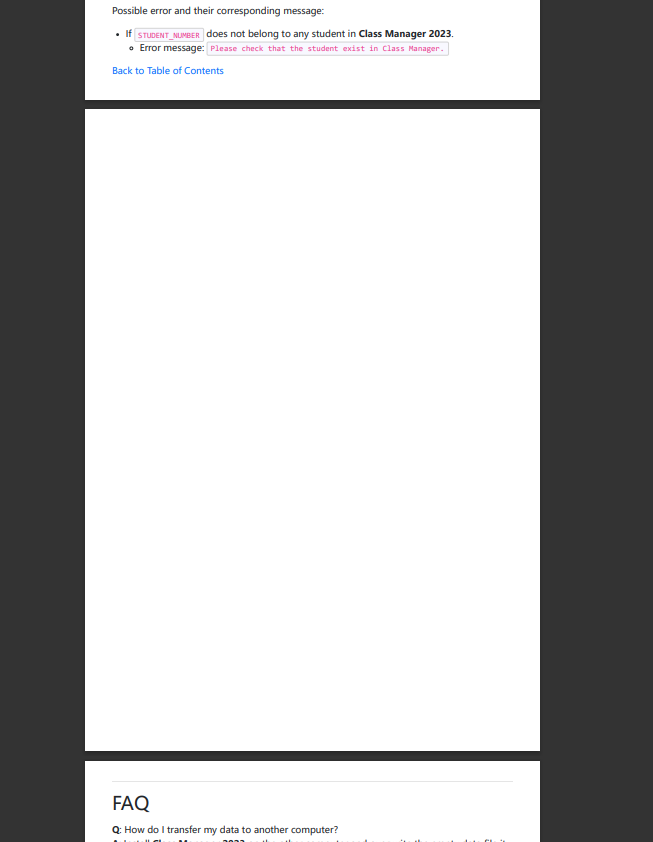 Possible error and their corresponding message:
If STUDENT_NUMBER does not belong to any student in Class Manager 2023.
Error message: Please check that the student exist in Class Manager.
Back to Table of Contents
FAQ
Q: How do I transfer my data to another computer?